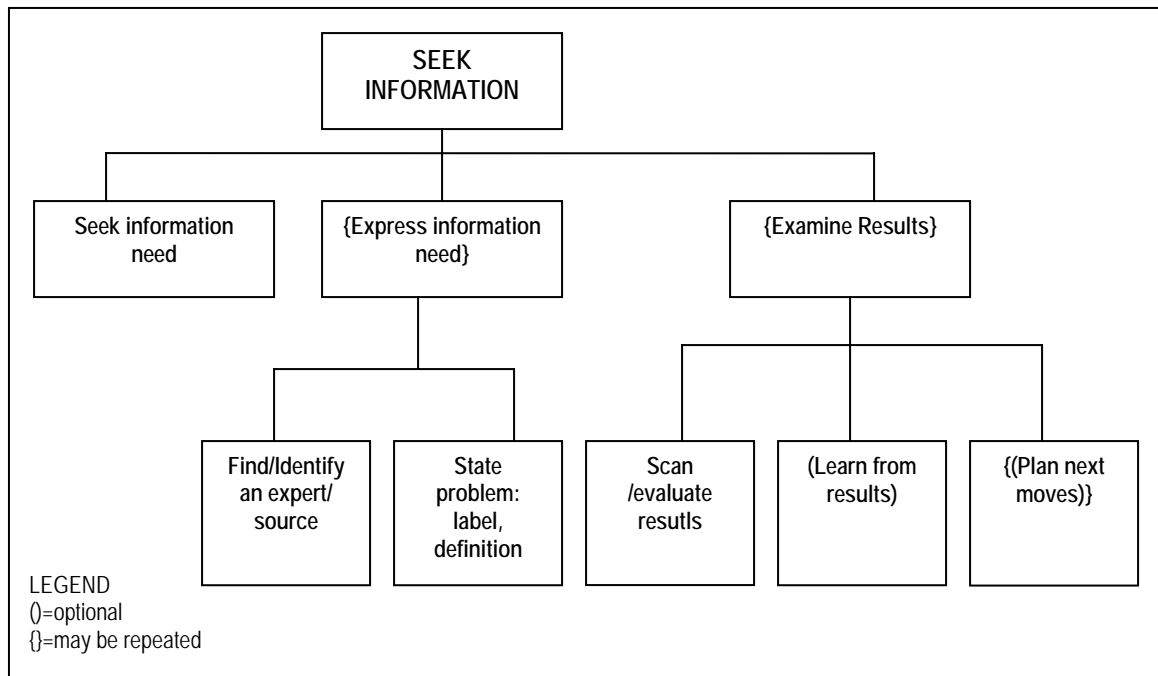 SEEK
INFORMATION
Seek information
need
{Express information
need}
{Examine Results}
Find/Identify
an expert/
source
State
problem:
label,
definition
Scan
/evaluate
resutls
(Learn from
results)
{(Plan next
moves)}
LEGEND
()=optional
{}=may be repeated